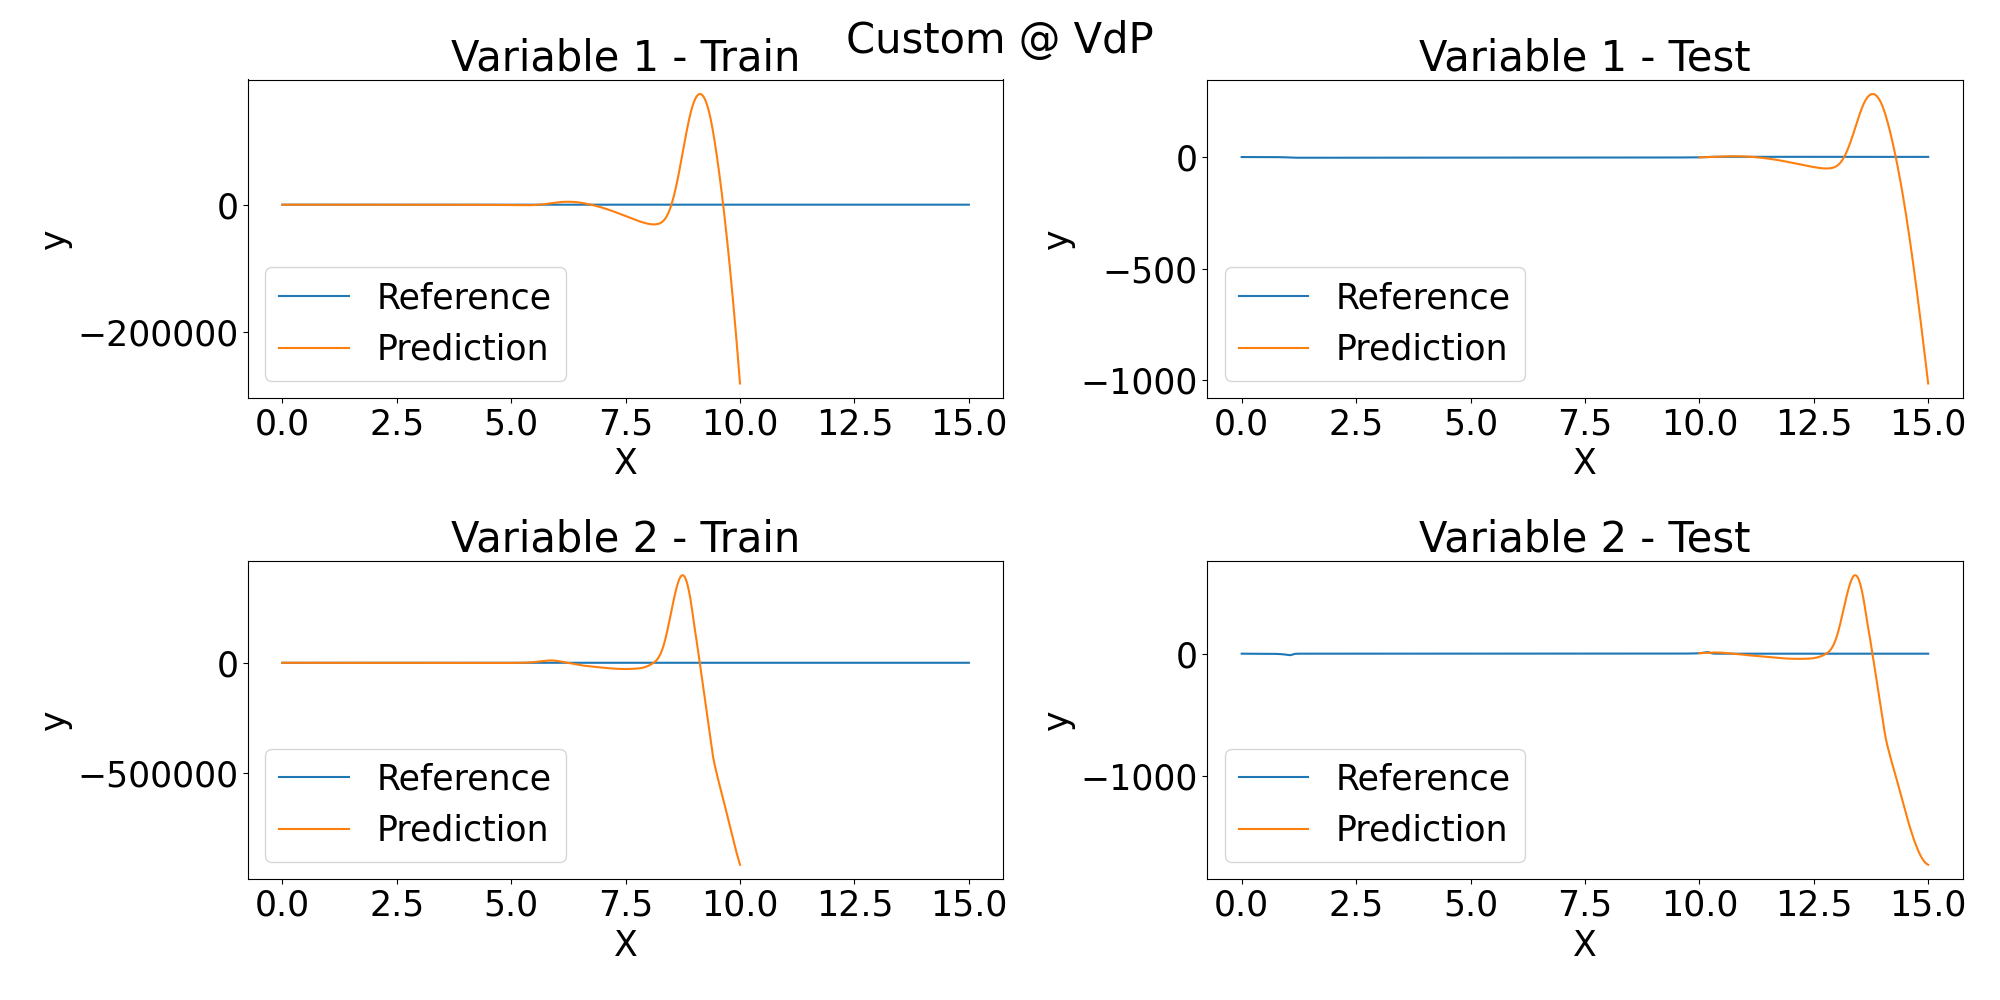 Custom @ VdP
Variable 1 - Train
y
0
−200000
Reference
Prediction
0.0 2.5 5.0 7.5 10.0 12.5 15.0
X
Variable 1 - Test
y
0
−500
−1000
Reference
Prediction
0.0 2.5 5.0 7.5 10.0 12.5 15.0
X
Variable 2 - Train
y
0
−500000
Reference
Prediction
0.0 2.5 5.0 7.5 10.0 12.5 15.0
X
Variable 2 - Test
y
0
−1000
Reference
Prediction
0.0 2.5 5.0 7.5 10.0 12.5 15.0
X